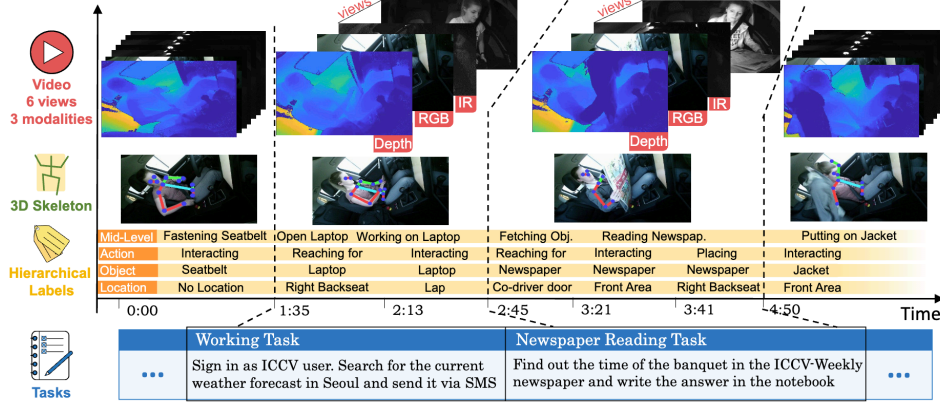 views
views
Video
6 views
3 modalities
IR
RGB
Depth
IR
RGB
Depth
3D Skeleton
Hierarchical
Labels
Mid-Level Fastening Seatbelt Open Laptop Working on Laptop Fetching Obj. Reading Newspap. Putting on Jacket
Action Interacting Reaching for Interacting Reaching for Interacting Placing Interacting
Object Seatbelt Laptop Laptop Newspaper Newspaper Newspaper Jacket
Location No Location Right Backseat Lap Co-driver door Front Area Right Backseat Front Area
0:00 1:35 2:13 2:45 3:21 3:41 4:50 Time
Tasks
Working Task
Sign in as ICCV user. Search for the current
weather forecast in Seoul and send it via SMS
Newspaper Reading Task
Find out the time of the banquet in the ICCV-Weekly
newspaper and write the answer in the notebook